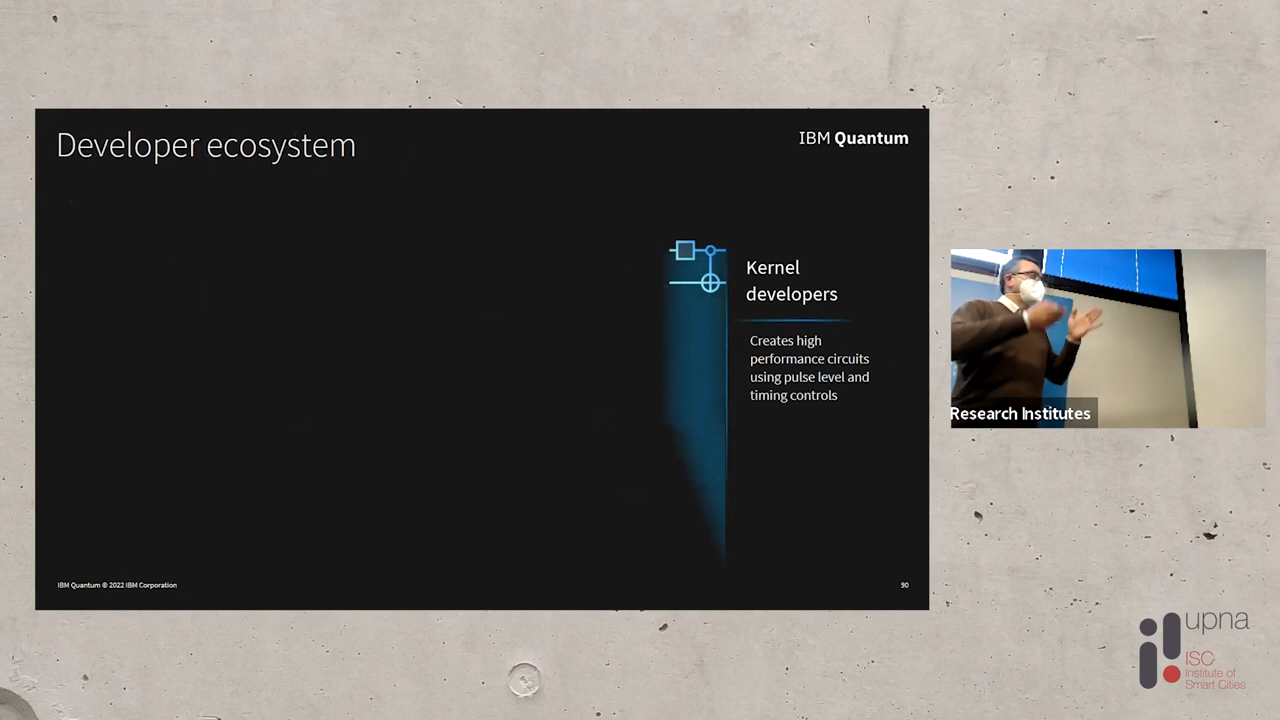 Developer ecosystem
IBM Quantum
Kernel
developers
Creates high
performance circuits
using pulse level and
timing controls
IBM Quantum © 2022 IBM Corporation
90
Research Institutes
upna
ISC
Institute of
Smart Cities